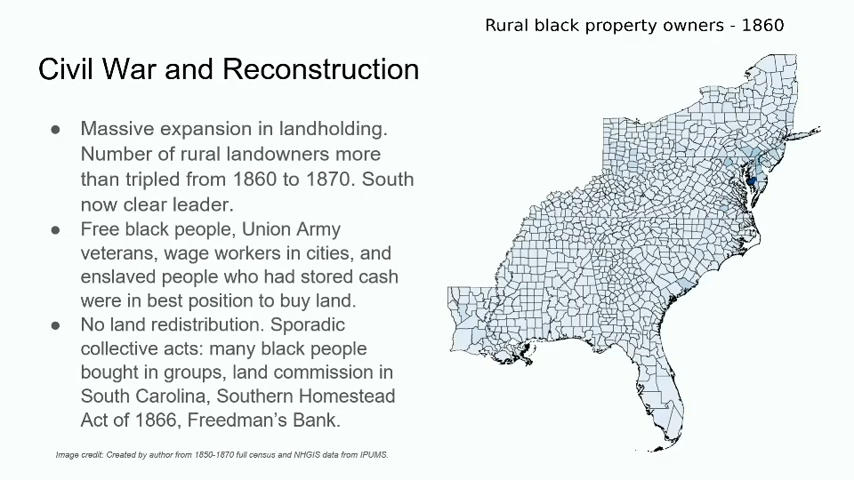 Rural black property owners - 1860
Civil War and Reconstruction
● Massive expansion in landholding.
Number of rural landowners more
than tripled from 1860 to 1870. South
now clear leader.
● Free black people, Union Army
veterans, wage workers in cities, and
enslaved people who had stored cash
were in best position to buy land.
● No land redistribution. Sporadic
collective acts: many black people
bought in groups, land commission in
South Carolina, Southern Homestead
Act of 1866, Freedman's Bank.
Image credit: Created by author from 1850-1870 full census and NHGIS data from IPUMS.